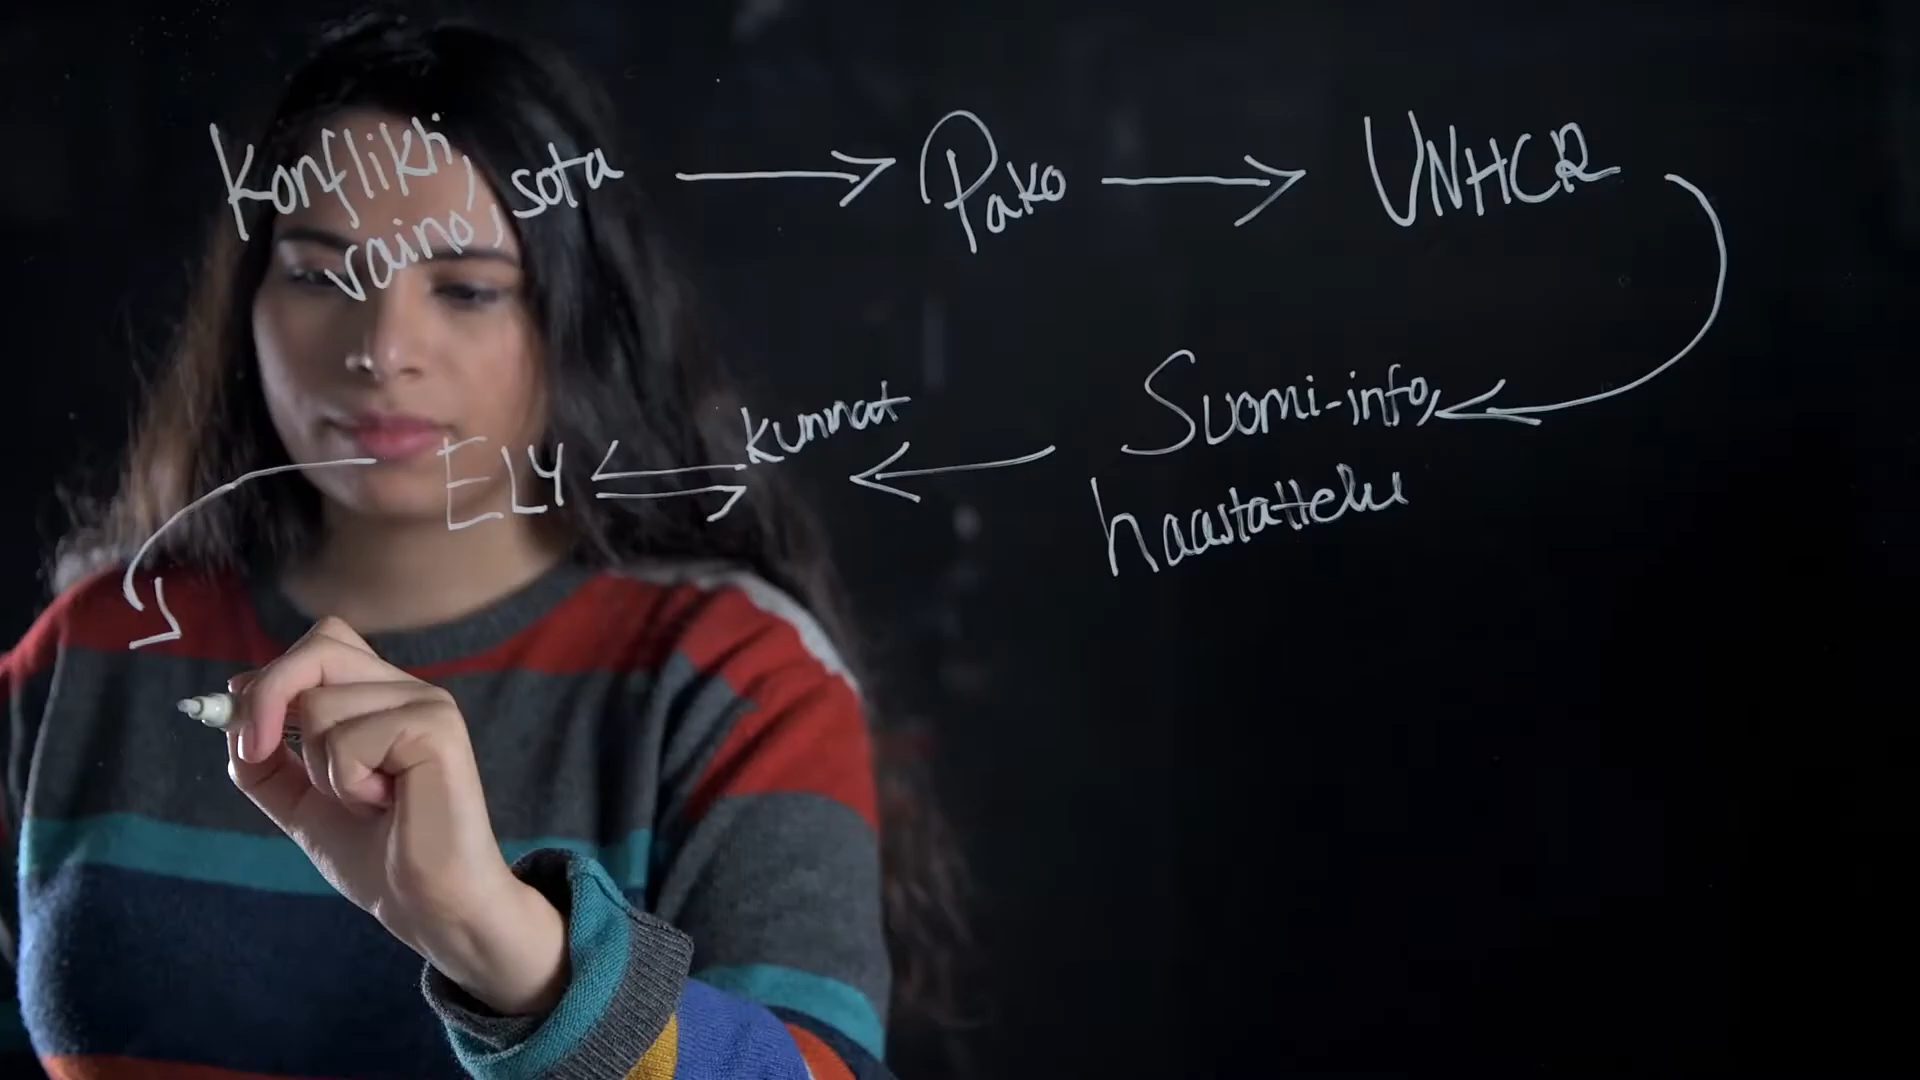 Konflikti, sota
vaino,
Pako
UNHCR
Suomi-info,
haastattelu
kunnat
ELY